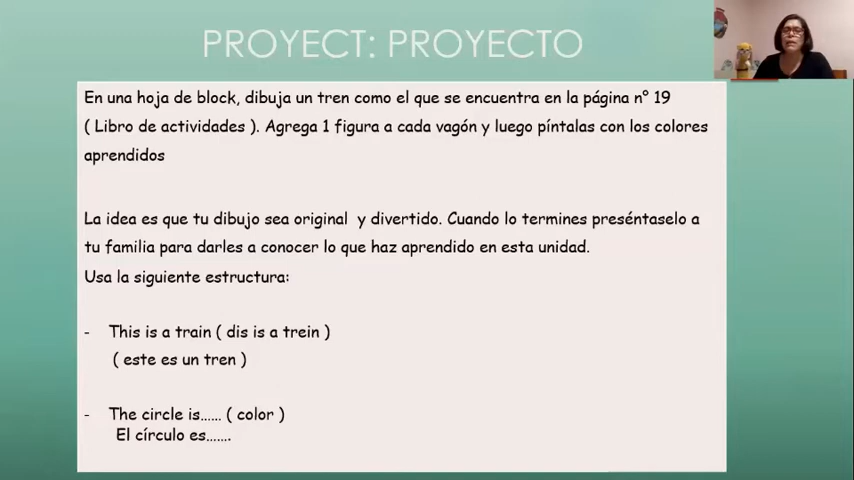 PROYECT: PROYECTO
En una hoja de block, dibuja un tren como el que se encuentra en la página n° 19
( Libro de actividades ). Agrega 1 figura a cada vagón y luego píntalas con los colores
aprendidos
La idea es que tu dibujo sea original y divertido. Cuando lo termines preséntaselo a
tu familia para darles a conocer lo que haz aprendido en esta unidad.
Usa la siguiente estructura:
- This is a train ( dis is a trein )
( este es un tren )
- The circle is...... ( color )
El círculo es.......